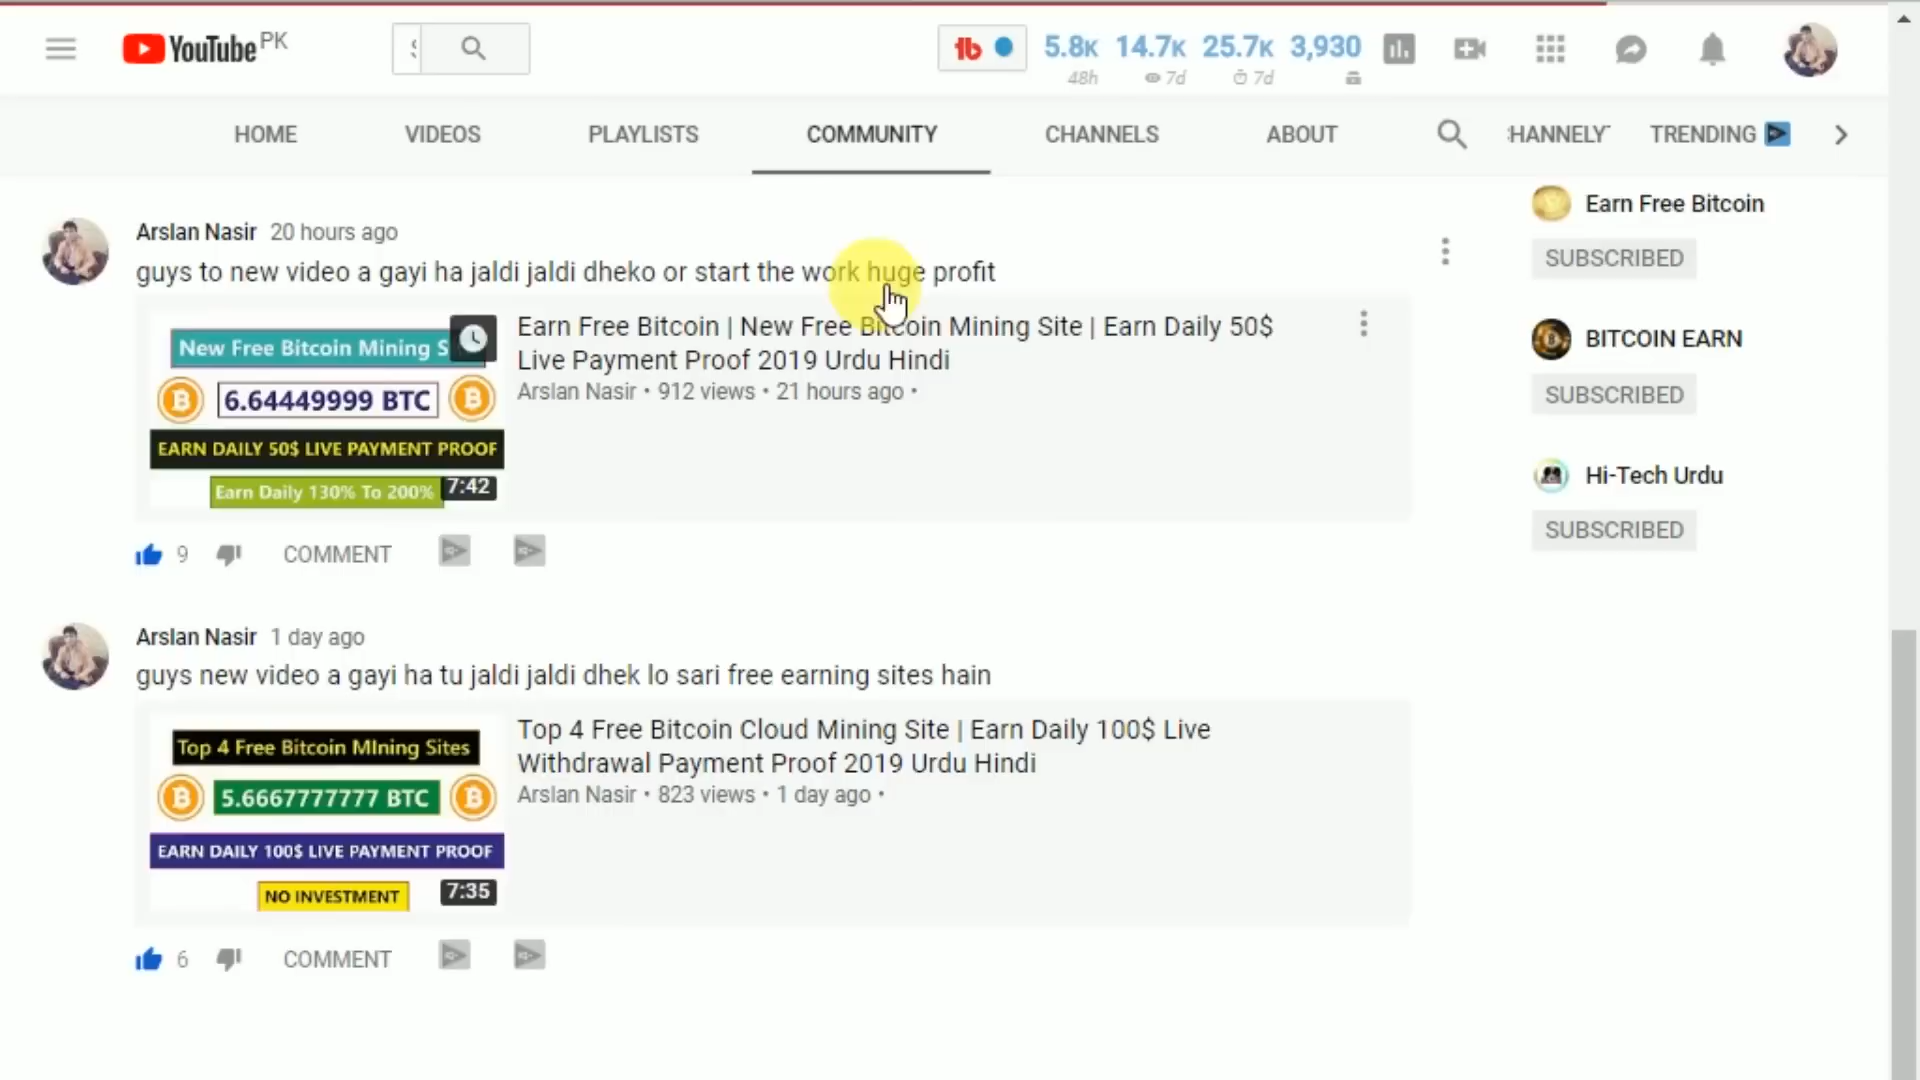 YouTube PK
5.8K 14.7K 25.7K 3,930
48h 7d 7d
HOME VIDEOS PLAYLISTS COMMUNITY CHANNELS ABOUT HANNELY TRENDING
Arslan Nasir 20 hours ago
guys to new video a gayi ha jaldi jaldi dheko or start the work huge profit
New Free Bitcoin Mining S
6.64449999 BTC
EARN DAILY 50$ LIVE PAYMENT PROOF
Earn Daily 130% To 200%
7:42
Earn Free Bitcoin | New Free Bitcoin Mining Site | Earn Daily 50$
Live Payment Proof 2019 Urdu Hindi
Arslan Nasir • 912 views • 21 hours ago •
9 COMMENT
Arslan Nasir 1 day ago
guys new video a gayi ha tu jaldi jaldi dhek lo sari free earning sites hain
Top 4 Free Bitcoin MIning Sites
5.6667777777 BTC
EARN DAILY 100$ LIVE PAYMENT PROOF
NO INVESTMENT
7:35
Top 4 Free Bitcoin Cloud Mining Site | Earn Daily 100$ Live
Withdrawal Payment Proof 2019 Urdu Hindi
Arslan Nasir • 823 views • 1 day ago •
6 COMMENT
Earn Free Bitcoin
SUBSCRIBED
BITCOIN EARN
SUBSCRIBED
Hi-Tech Urdu
SUBSCRIBED